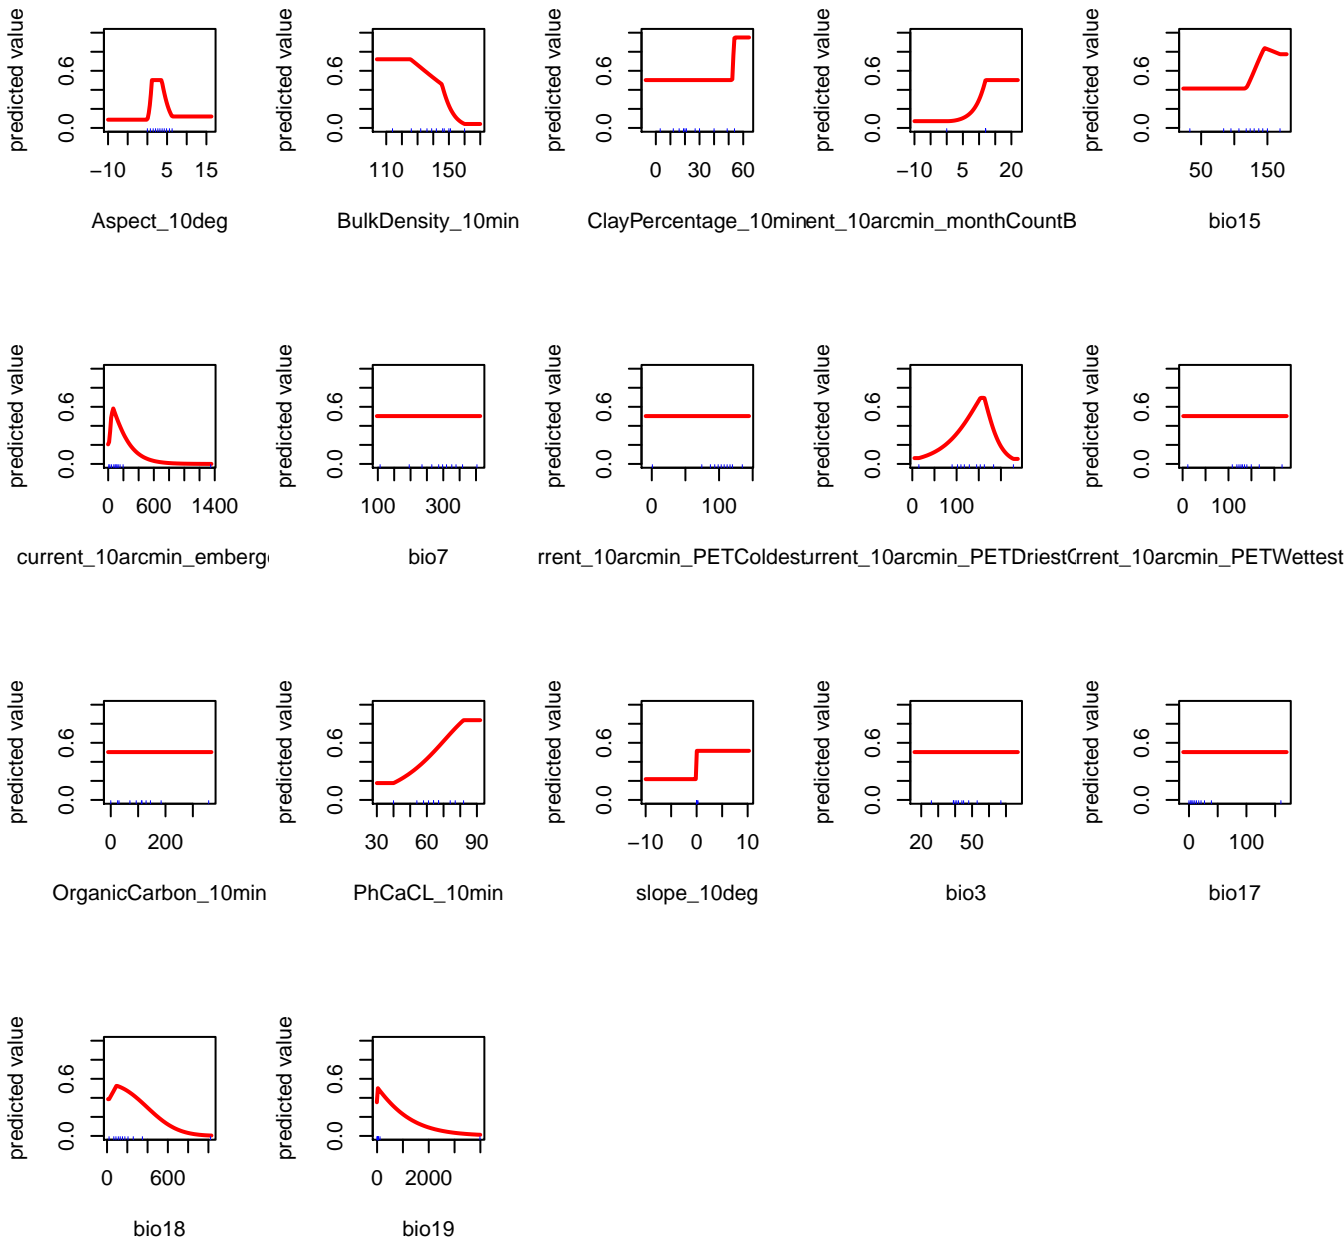 predicted value
0.0 0.6
−10 5 15
Aspect_10deg
predicted value
0.0 0.6
110 150
BulkDensity_10min
predicted value
0.0 0.6
0 30 60
ClayPercentage_10min
predicted value
0.0 0.6
−10 5 20
ent_10arcmin_monthCountB
predicted value
0.0 0.6
50 150
bio15
predicted value
0.0 0.6
0 600 1400
current_10arcmin_emberge
predicted value
0.0 0.6
100 300
bio7
predicted value
0.0 0.6
0 100
rrent_10arcmin_PETColdest
predicted value
0.0 0.6
0 100
urrent_10arcmin_PETDriestQ
predicted value
0.0 0.6
0 100
rrent_10arcmin_PETWettest
predicted value
0.0 0.6
0 200
OrganicCarbon_10min
predicted value
0.0 0.6
30 60 90
PhCaCL_10min
predicted value
0.0 0.6
−10 0 10
slope_10deg
predicted value
0.0 0.6
20 50
bio3
predicted value
0.0 0.6
0 100
bio17
predicted value
0.0 0.6
0 600
bio18
predicted value
0.0 0.6
0 2000
bio19